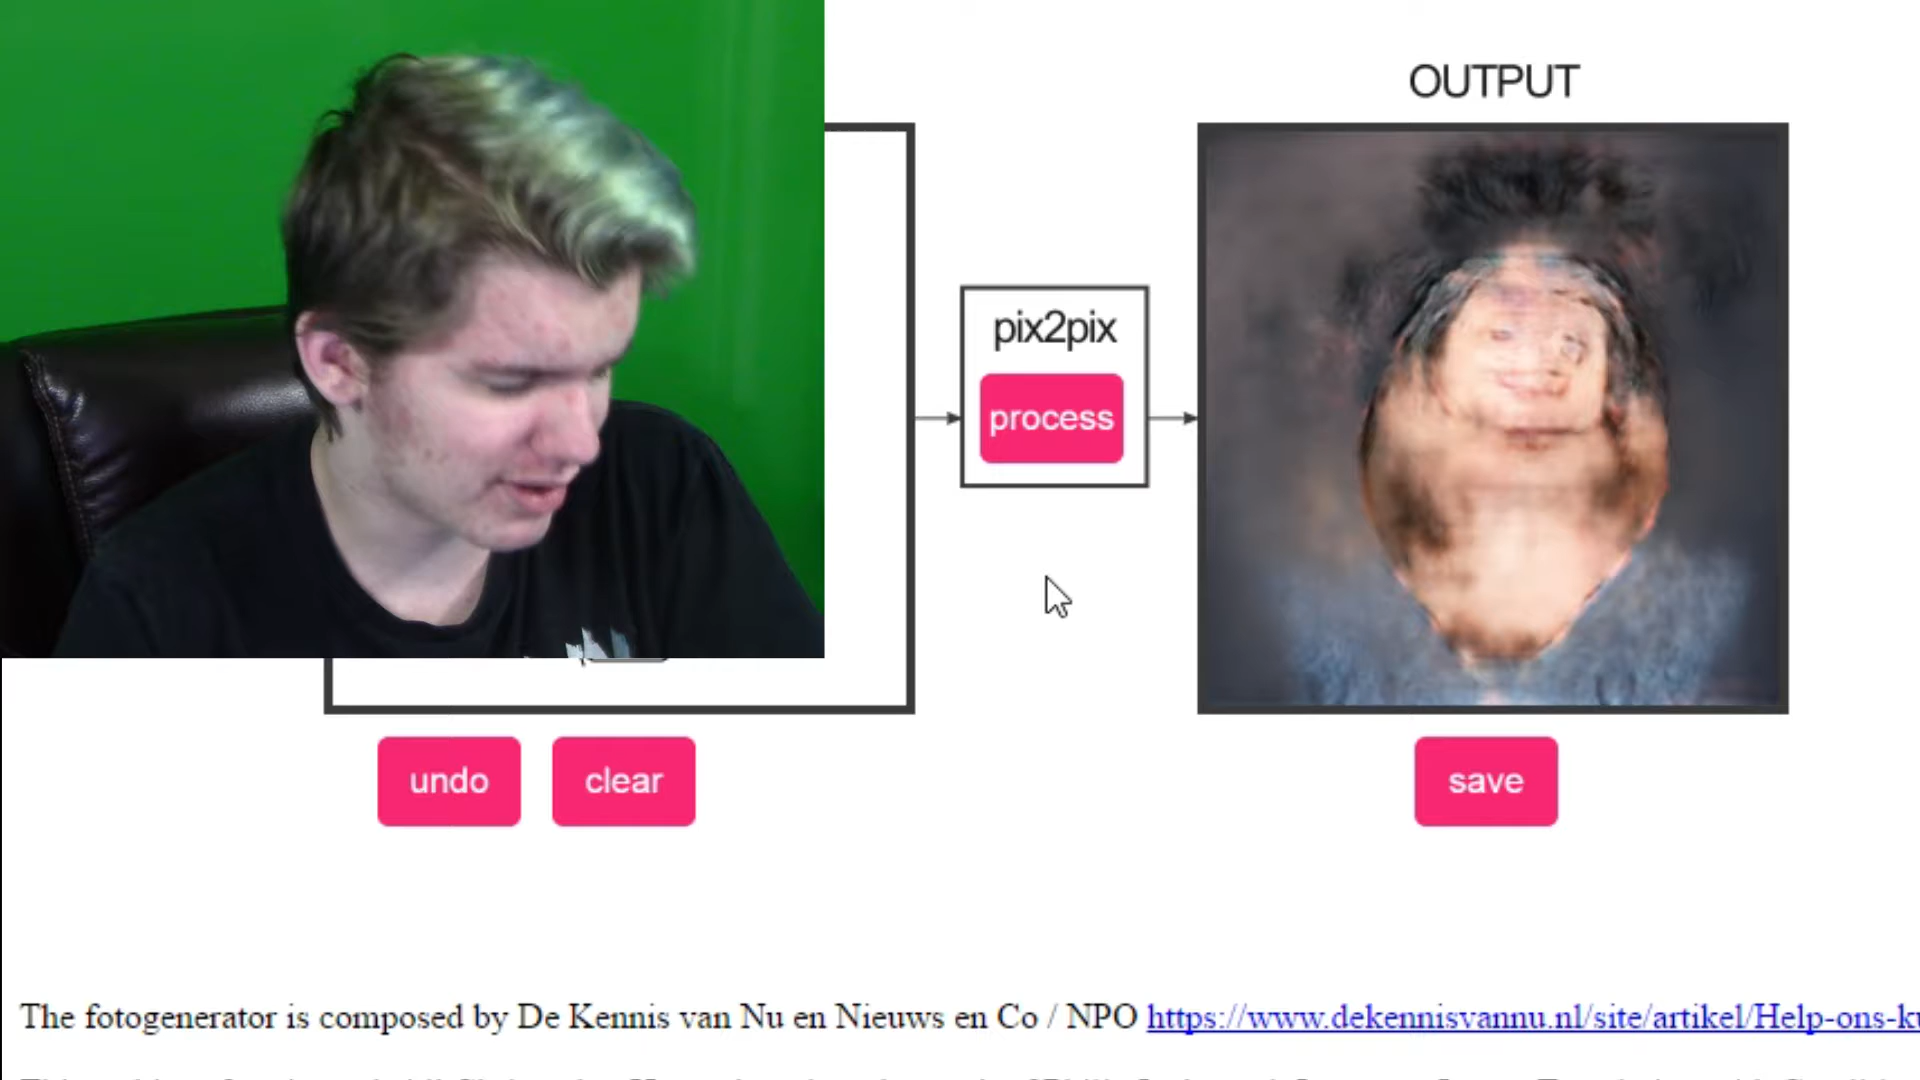 OUTPUT
pix2pix
process
undo
clear
save
The fotogenerator is composed by De Kennis van Nu en Nieuws en Co / NPO https://www.dekennisvannu.nl/site/artikel/Help-ons-k